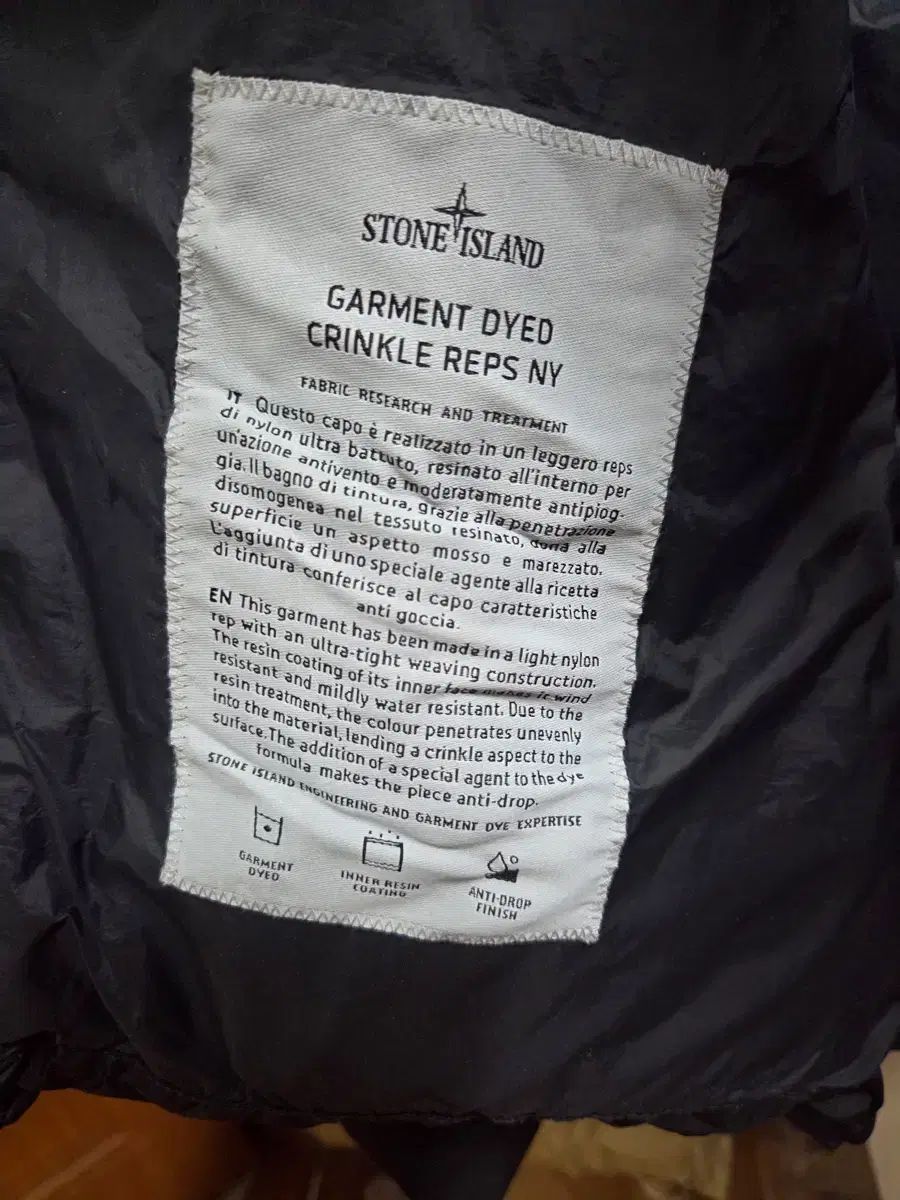 STONE ISLAND
GARMENT DYED
CRINKLE REPS NY
FABRIC RESEARCH AND TREATMENT
IT Questo capo è realizzato in un leggero reps
di nylon ultra battuto, resinato all'interno per
un'azione antivento e moderatamente antipiog-
gia. Il bagno di tintura, grazie alla penetrazione
disomogenea nel tessuto resinato, dona alla
superficie un aspetto mosso e marezzato.
L'aggiunta di uno speciale agente alla ricetta
di tintura conferisce al capo caratteristiche
anti goccia.
EN This garment has been made in a light nylon
rep with an ultra-tight weaving construction.
The resin coating of its inner face makes it wind
resistant and mildly water resistant. Due to the
resin treatment, the colour penetrates unevenly
into the material, lending a crinkle aspect to the
surface. The addition of a special agent to the dye
formula makes the piece anti-drop.
STONE ISLAND ENGINEERING AND GARMENT DYE EXPERTISE
GARMENT
DYED
INNER RESIN
COATING
ANTI-DROP
FINISH